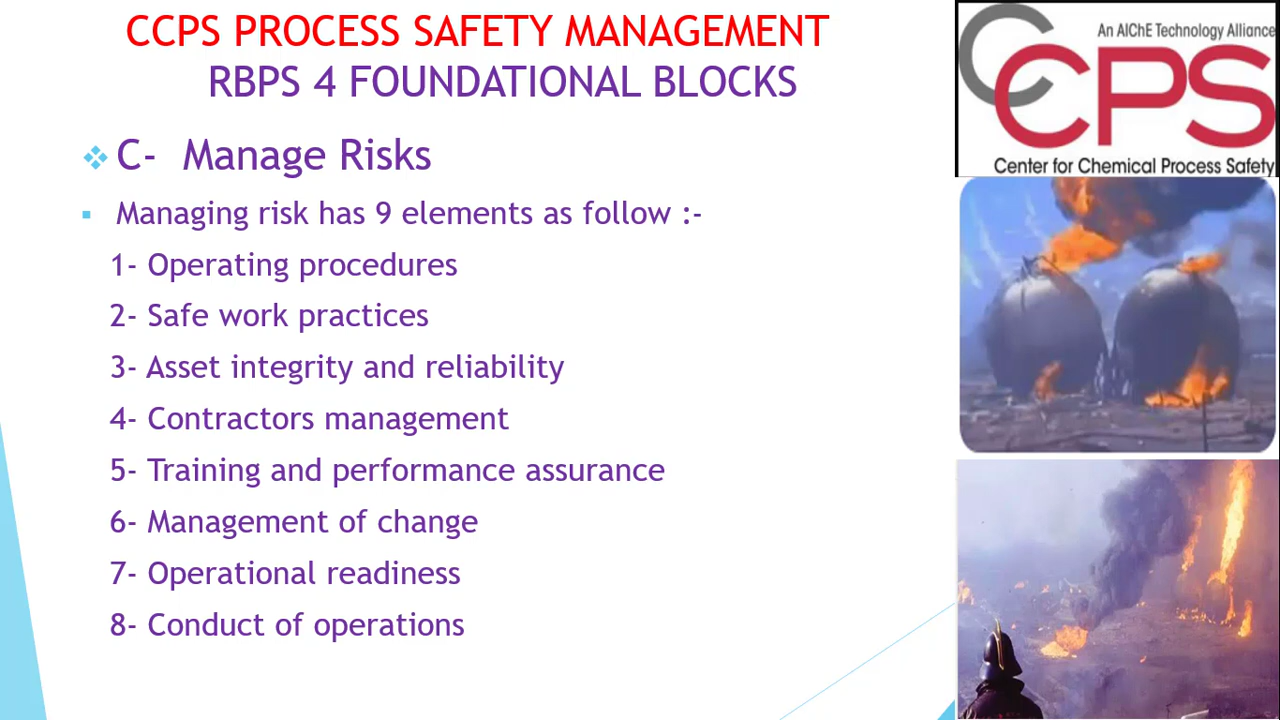 CCPS PROCESS SAFETY MANAGEMENT
RBPS 4 FOUNDATIONAL BLOCKS
C- Manage Risks
Managing risk has 9 elements as follow :-
1- Operating procedures
2- Safe work practices
3- Asset integrity and reliability
4- Contractors management
5- Training and performance assurance
6- Management of change
7- Operational readiness
8- Conduct of operations
An AIChE Technology Alliance
CCPS
Center for Chemical Process Safety